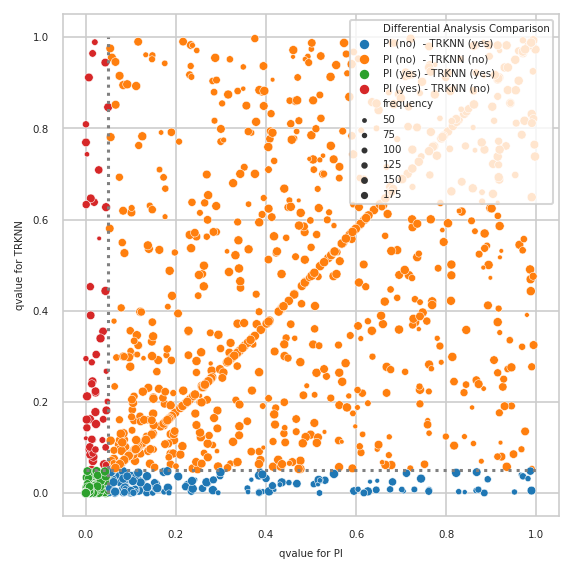 Differential Analysis Comparison
PI (no) - TRKNN (yes)
PI (no) - TRKNN (no)
PI (yes) - TRKNN (yes)
PI (yes) - TRKNN (no)
frequency
50
75
100
125
150
175
1.0
0.8
0.6
0.4
0.2
0.0
qvalue for TRKNN
0.0 0.2 0.4 0.6 0.8 1.0
qvalue for PI